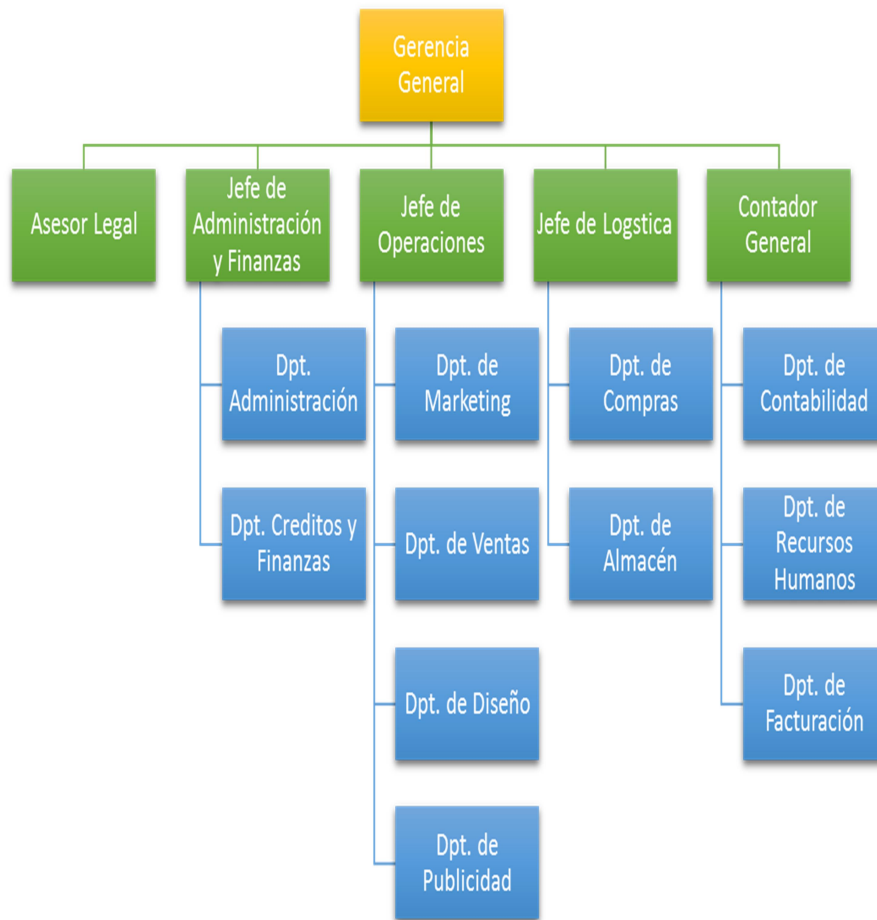 Gerencia
General
Asesor Legal
Jefe de
Administración
y Finanzas
Jefe de
Operaciones
Jefe de Logstica
Contador
General
Dpt.
Administración
Dpt. Creditos y
Finanzas
Dpt. de
Marketing
Dpt. de Ventas
Dpt. de Diseño
Dpt. de
Publicidad
Dpt. de
Compras
Dpt. de
Almacén
Dpt. de
Contabilidad
Dpt. de
Recursos
Humanos
Dpt. de
Facturación